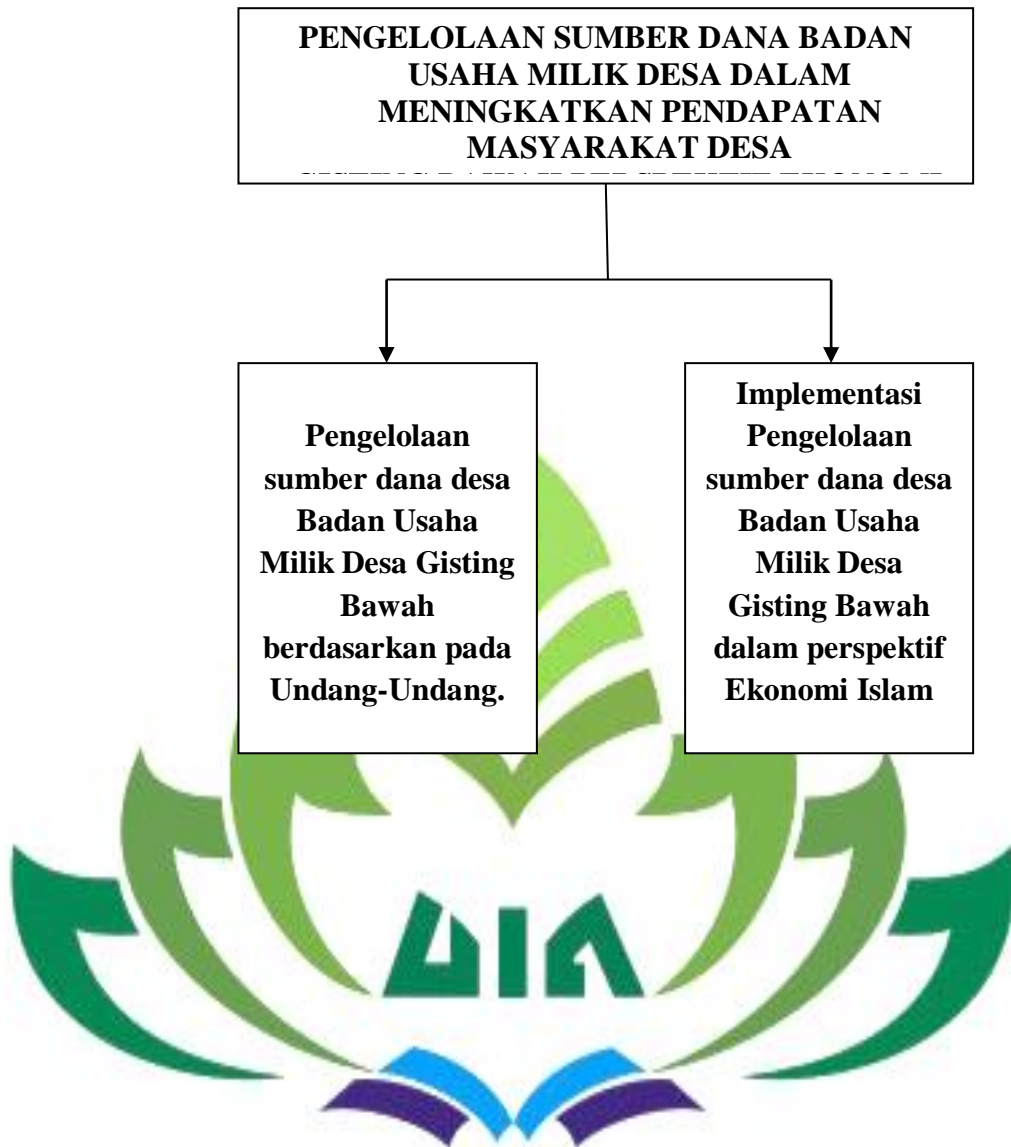 PENGELOLAAN SUMBER DANA BADAN
USAHA MILIK DESA DALAM
MENINGKATKAN PENDAPATAN
MASYARAKAT DESA
Pengelolaan
sumber dana desa
Badan Usaha
Milik Desa Gisting
Bawah
berdasarkan pada
Undang-Undang.
Implementasi
Pengelolaan
sumber dana desa
Badan Usaha
Milik Desa
Gisting Bawah
dalam perspektif
Ekonomi Islam
UIN